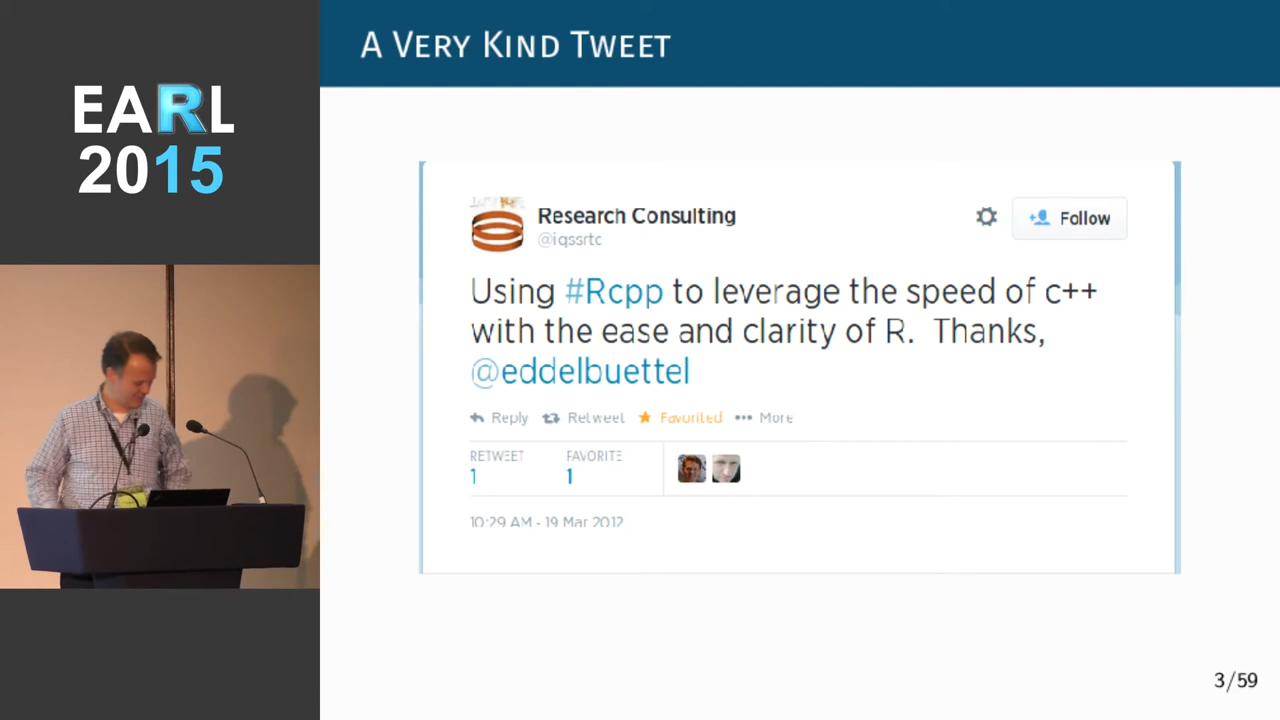 A Very Kind Tweet
EARL
2015
Research Consulting
@iqssrtc
Follow
Using #Rcpp to leverage the speed of c++
with the ease and clarity of R. Thanks,
@eddelbuettel
Reply Retweet Favorited More
RETWEET FAVORITE
1 1
10:29 AM - 19 Mar 2012
3/59